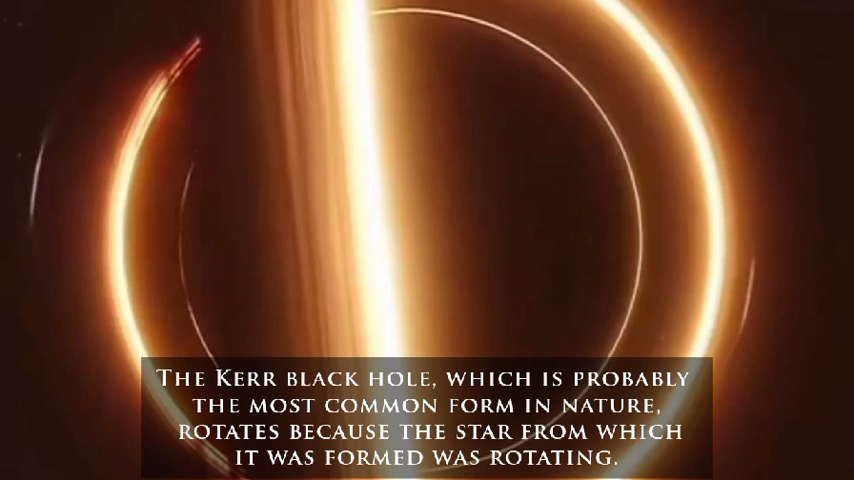 The Kerr black hole, which is probably
the most common form in nature,
rotates because the star from which
it was formed was rotating.